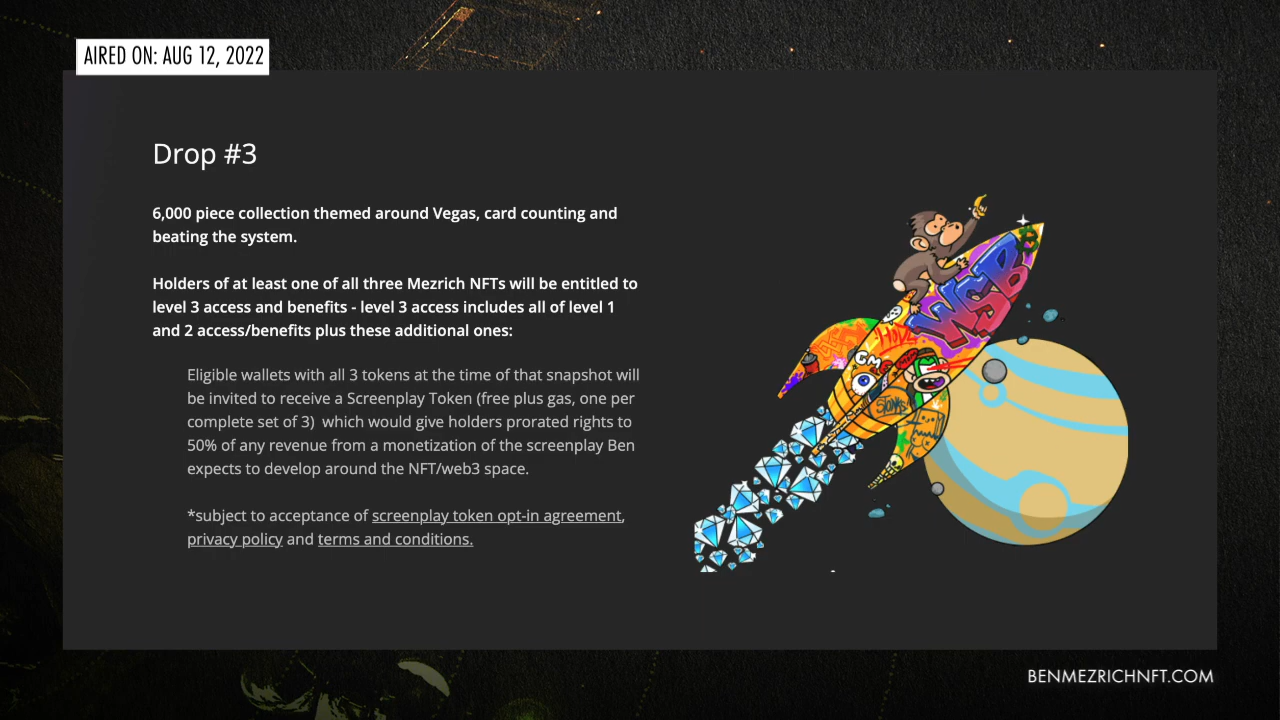 AIRED ON: AUG 12, 2022
Drop #3
6,000 piece collection themed around Vegas, card counting and
beating the system.
Holders of at least one of all three Mezrich NFTs will be entitled to
level 3 access and benefits - level 3 access includes all of level 1
and 2 access/benefits plus these additional ones:
Eligible wallets with all 3 tokens at the time of that snapshot will
be invited to receive a Screenplay Token (free plus gas, one per
complete set of 3)  which would give holders prorated rights to
50% of any revenue from a monetization of the screenplay Ben
expects to develop around the NFT/web3 space.
*subject to acceptance of screenplay token opt-in agreement,
privacy policy and terms and conditions.
WSB
HODL
GM
STONKS
BENMEZRICHNFT.COM